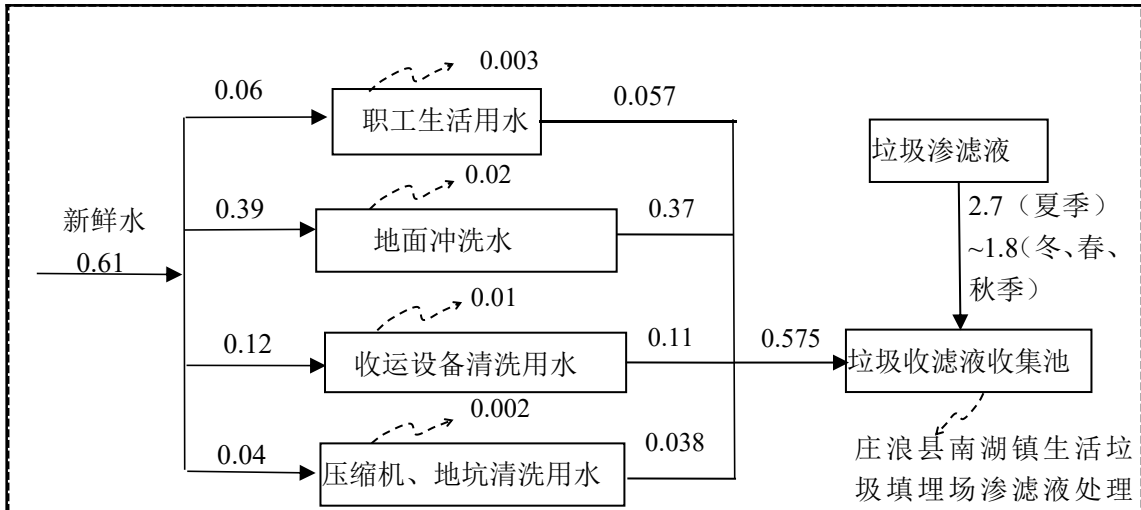 0.003
0.06
职工生活用水
0.057
垃圾渗滤液
0.02
新鲜水
0.61
0.39
地面冲洗水
0.37
2.7（夏季）
~1.8（冬、春、
秋季）
0.01
0.12
收运设备清洗用水
0.11
0.575
垃圾收滤液收集池
0.002
0.04
压缩机、地坑清洗用水
0.038
庄浪县南湖镇生活垃
圾填埋场渗滤液处理